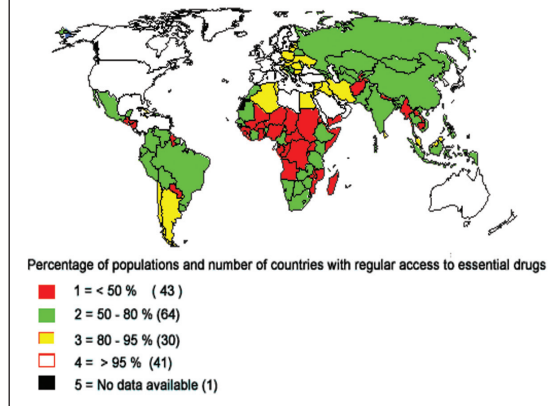 Percentage of populations and number of countries with regular access to essential drugs
1 = < 50 % ( 43 )
2 = 50 - 80 % (64)
3 = 80 - 95 % (30)
4 = > 95 % (41)
5 = No data available (1)